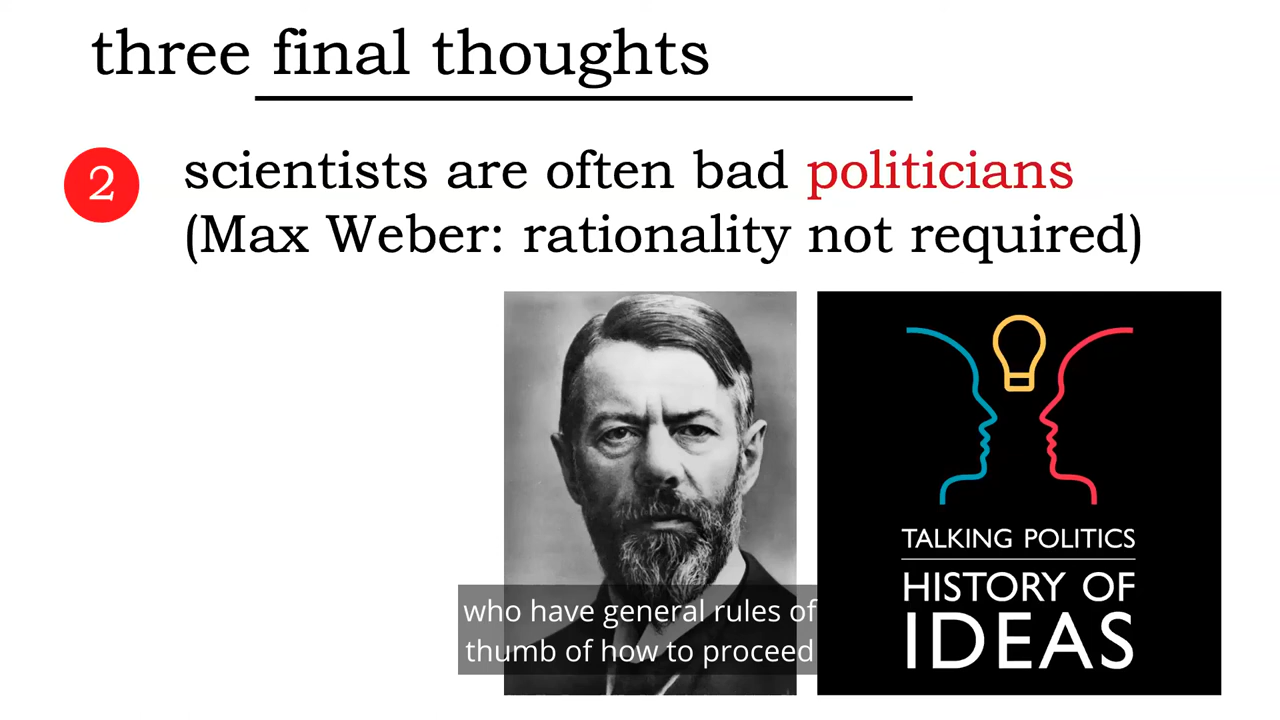 three final thoughts
2
scientists are often bad politicians
(Max Weber: rationality not required)
TALKING POLITICS
HISTORY OF
IDEAS
who have general rules of
thumb of how to proceed